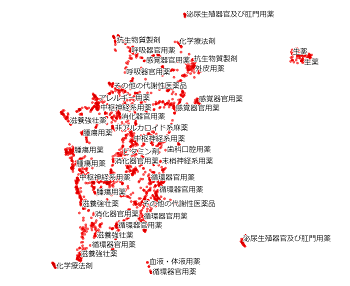 泌尿生殖器官及び肛門用薬
抗生物質製剤
化学療法剤
呼吸器官用薬
生薬
感覚器官用薬
抗生物質製剤
生薬
呼吸器官用薬
外皮用薬
その他の代謝性医薬品
アレルギー用薬
感覚器官用薬
中枢神経系用薬
感覚器官用薬
消化器官用薬
滋養強壮薬
非アルカロイド系麻薬
腫瘍用薬
中枢神経系用薬
腫瘍用薬
ビタミン剤
歯科口腔用薬
腫瘍用薬
消化器官用薬
末梢神経系用薬
中枢神経系用薬
循環器官用薬
腫瘍用薬
循環器官用薬
滋養強壮薬
その他の代謝性医薬品
消化器官用薬
循環器官用薬
循環器官用薬
滋養強壮薬
泌尿生殖器官及び肛門用薬
循環器官用薬
滋養強壮薬
化学療法剤
血液・体液用薬
循環器官用薬